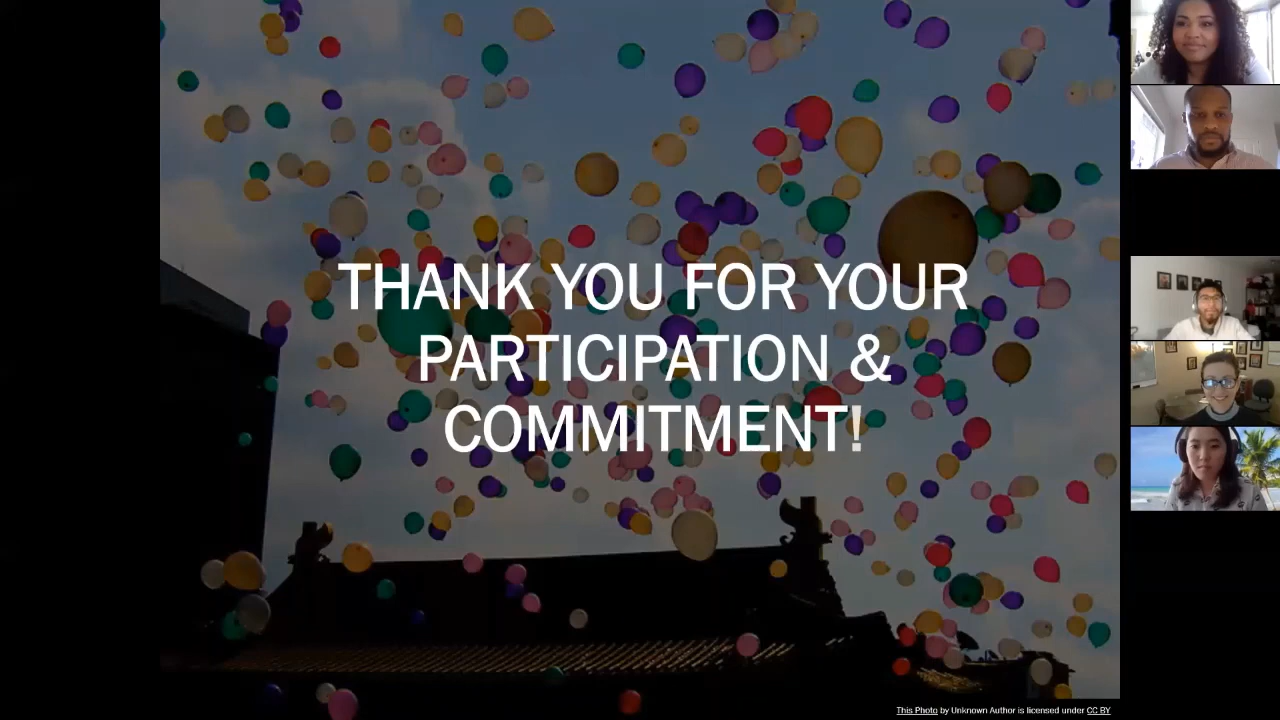 THANK YOU FOR YOUR
PARTICIPATION &
COMMITMENT!
This Photo by Unknown Author is licensed under CC BY